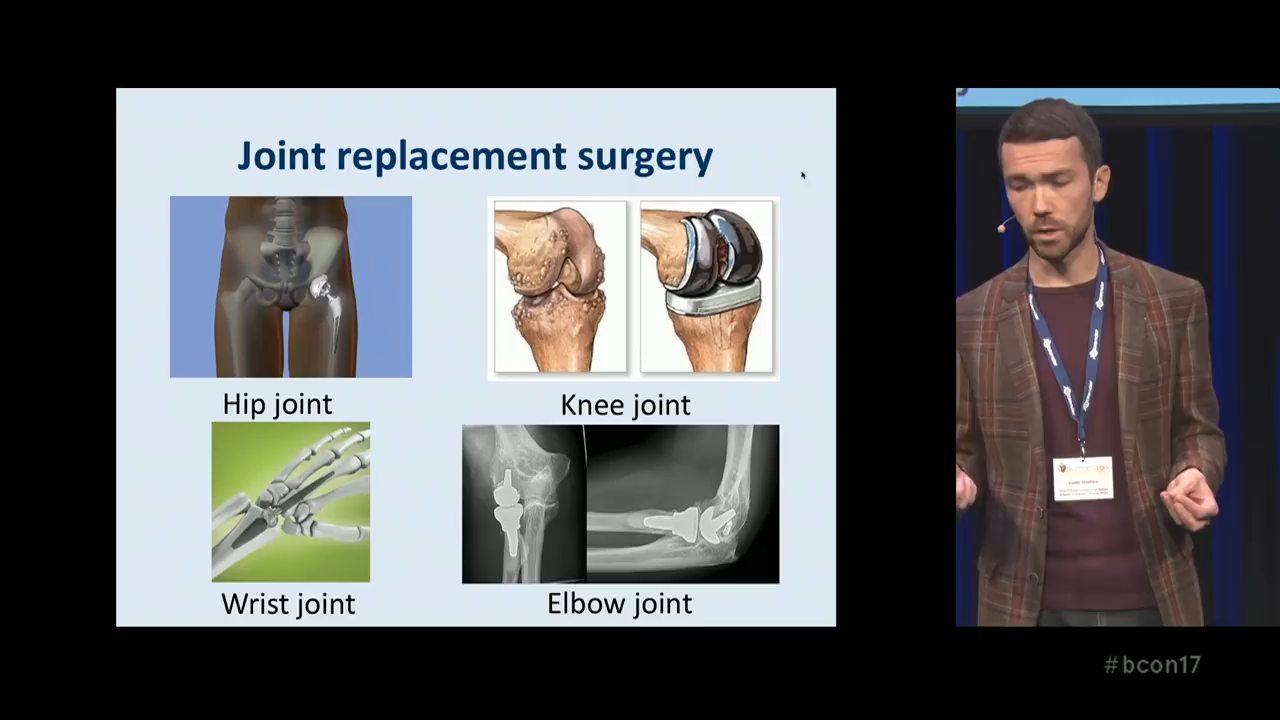 Joint replacement surgery
Hip joint
Knee joint
Wrist joint
Elbow joint
#bcon17